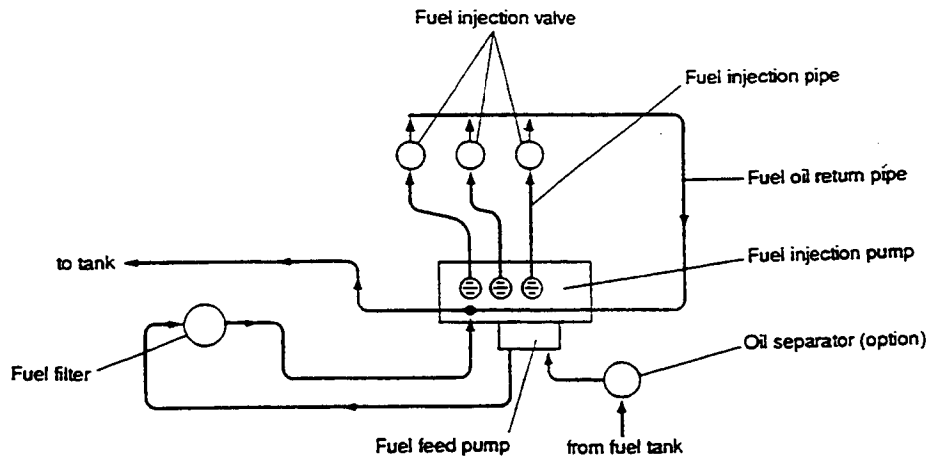 Fuel injection valve
Fuel injection pipe
Fuel oil return pipe
to tank
Fuel injection pump
Oil separator (option)
Fuel filter
Fuel feed pump
from fuel tank